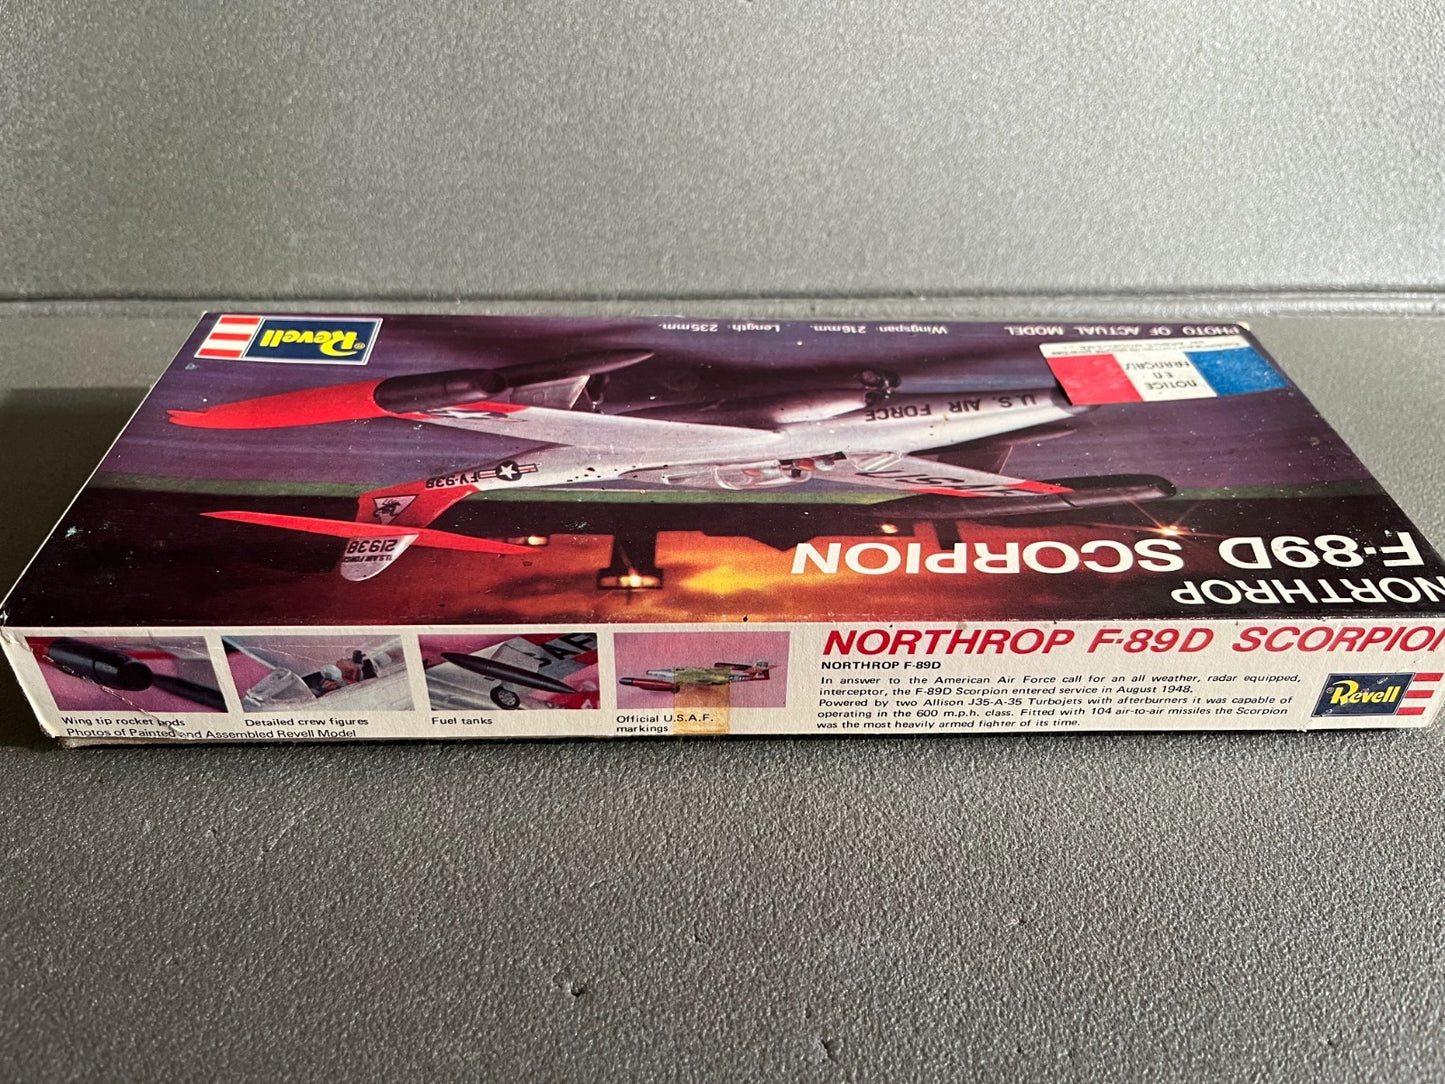 Revell®
PHOTO OF ACTUAL MODEL
Wingspan: 216mm.
Length: 235mm.
NOTICE
EN
FRANÇAIS
U.S. AIR FORCE
FV-938
U.S. AIR FORCE
21938
NORTHROP
F-89D SCORPION
Wing tip rocket pods
Detailed crew figures
Fuel tanks
Official U.S.A.F.
markings
Photos of Painted and Assembled Revell Model
NORTHROP F-89D SCORPION
NORTHROP F-89D
In answer to the American Air Force call for an all weather, radar equipped,
interceptor, the F-89D Scorpion entered service in August 1948.
Powered by two Allison J35-A-35 Turbojets with afterburners it was capable of
operating in the 600 m.p.h. class. Fitted with 104 air-to-air missiles the Scorpion
was the most heavily armed fighter of its time.
Revell